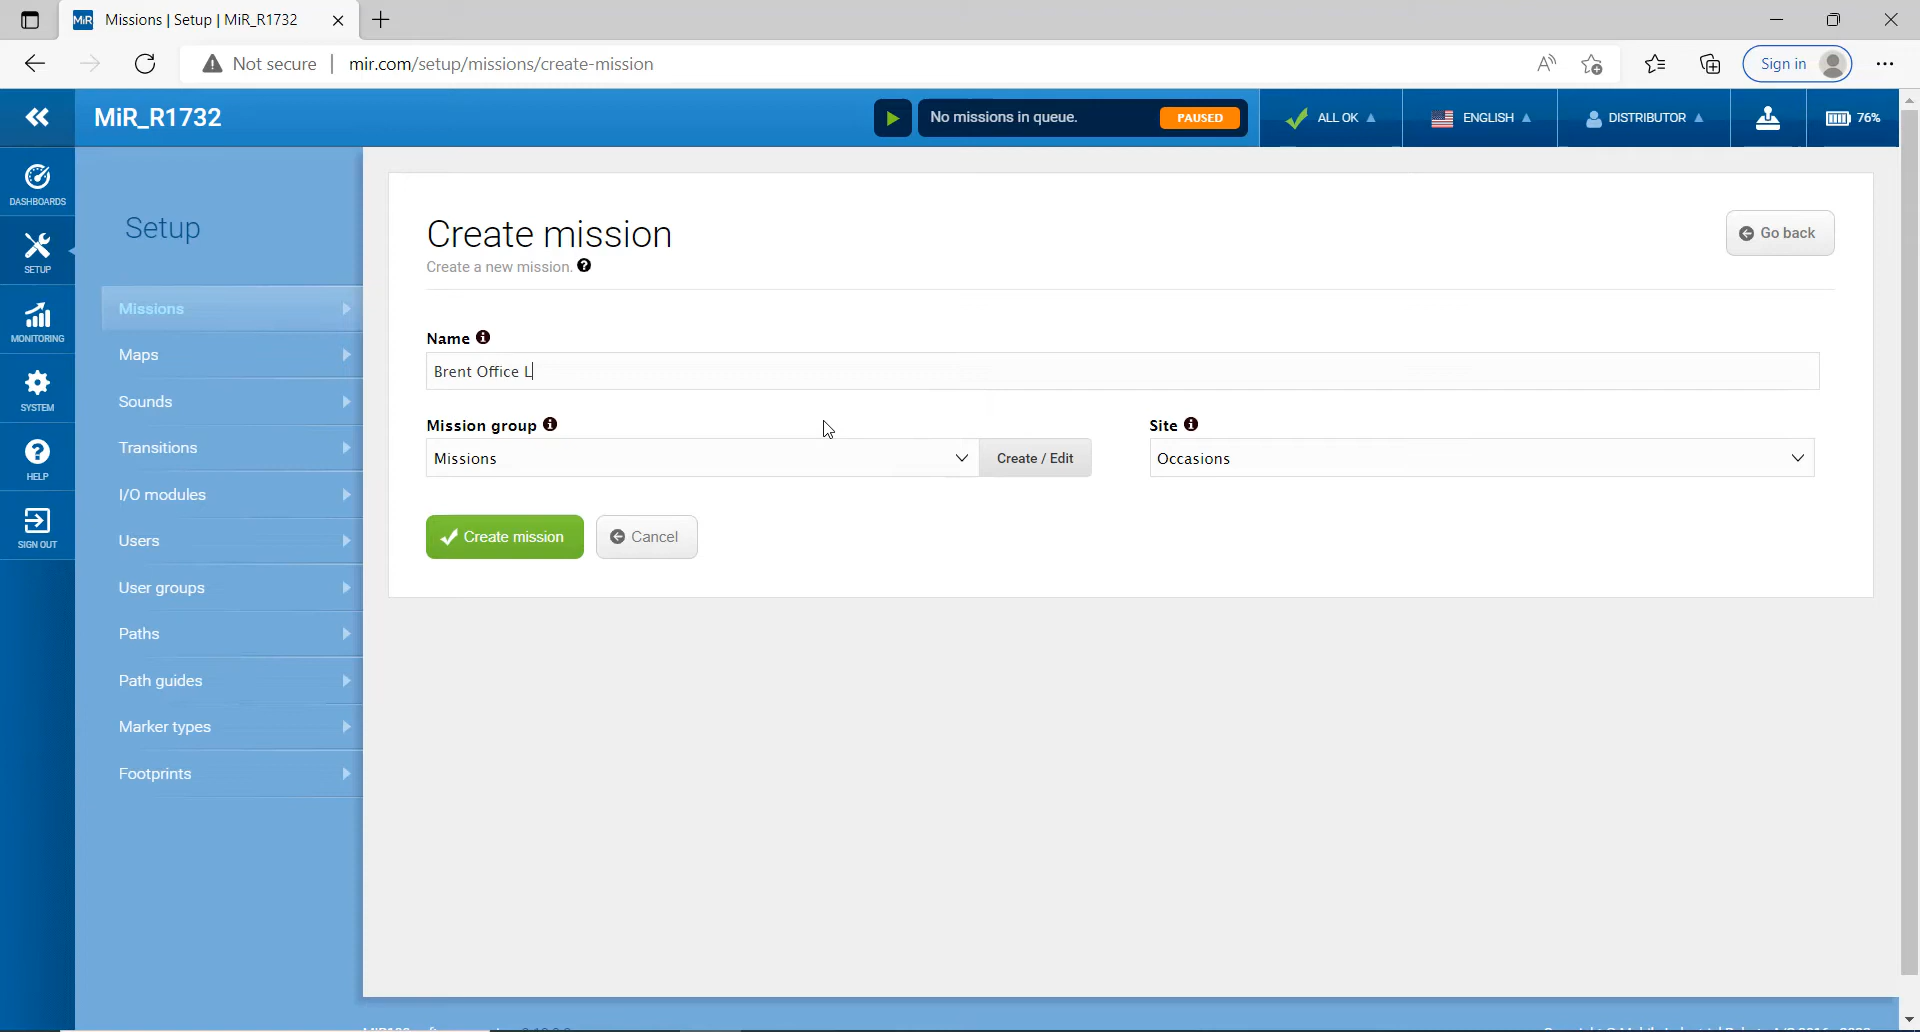 Missions | Setup | MiR_R1732
Not secure
mir.com/setup/missions/create-mission
Sign in
MiR_R1732
No missions in queue.
PAUSED
ALL OK
ENGLISH
DISTRIBUTOR
76%
DASHBOARDS
SETUP
MONITORING
SYSTEM
HELP
SIGN OUT
Setup
Missions
Maps
Sounds
Transitions
I/O modules
Users
User groups
Paths
Path guides
Marker types
Footprints
Create mission
Create a new mission.
Go back
Name
Brent Office L
Mission group
Missions
Create / Edit
Site
Occasions
Create mission
Cancel